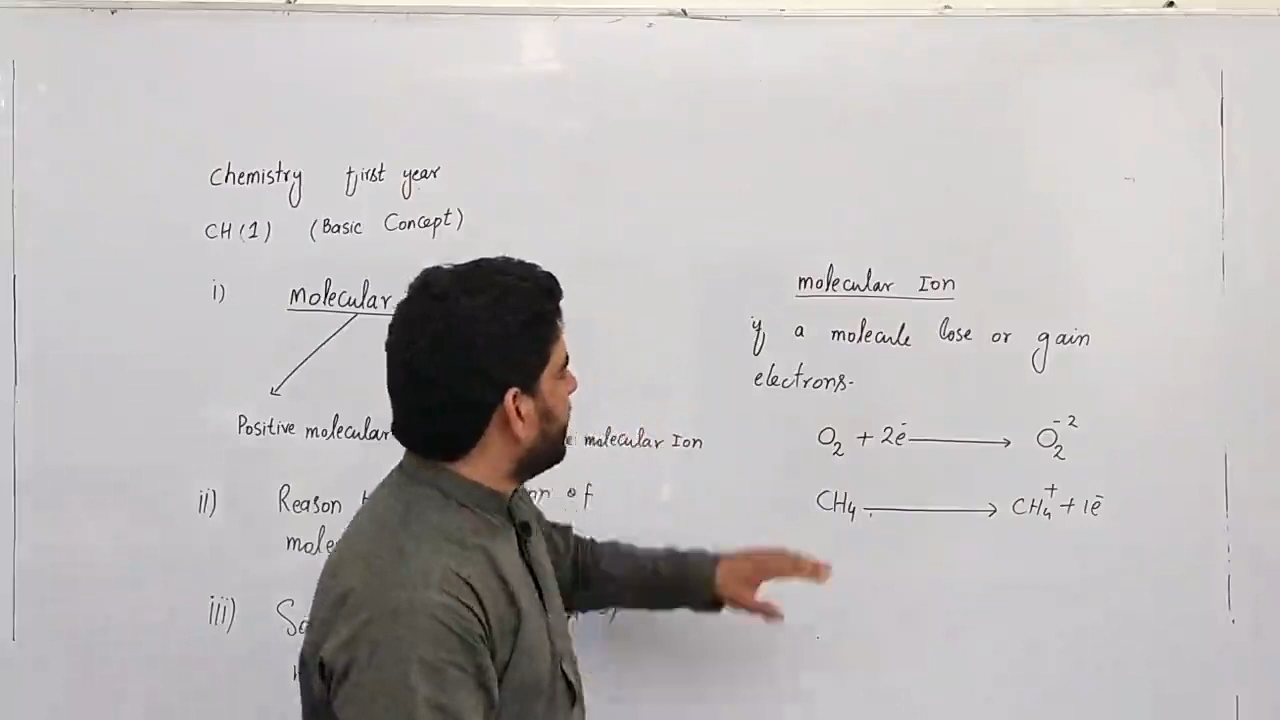 Chemistry first year
CH(1) (Basic Concept)
i) Molecular
Positive molecular molecular Ion
ii) Reason of
iii)
molecular Ion
if a molecule lose or gain
electrons.
O₂ + 2e⁻ ⟶ O₂⁻²
CH₄ ⟶ CH₄⁺ + 1e⁻